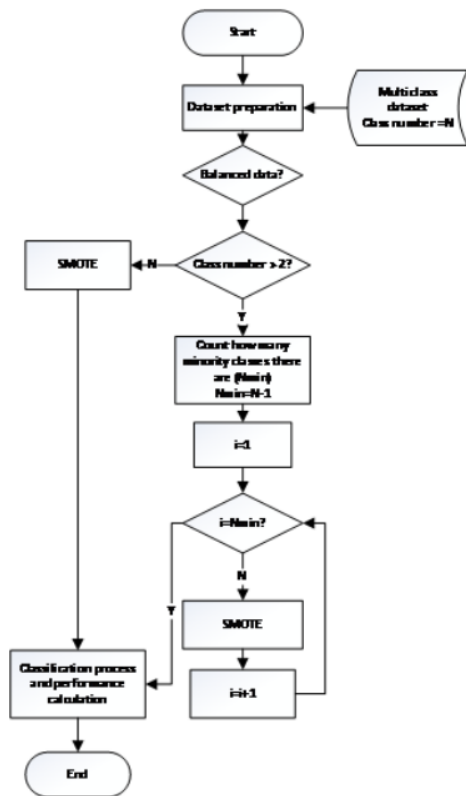 Start
Dataset preparation
Multiclass
dataset
Class number =N
Balanced data?
SMOTE
N
Class number >2?
Y
Count how many
minority classes there
are (Nmin)
Nmin=N-1
i=1
i=Nmin?
N
Y
SMOTE
Classification process
and performance
calculation
i=i+1
End